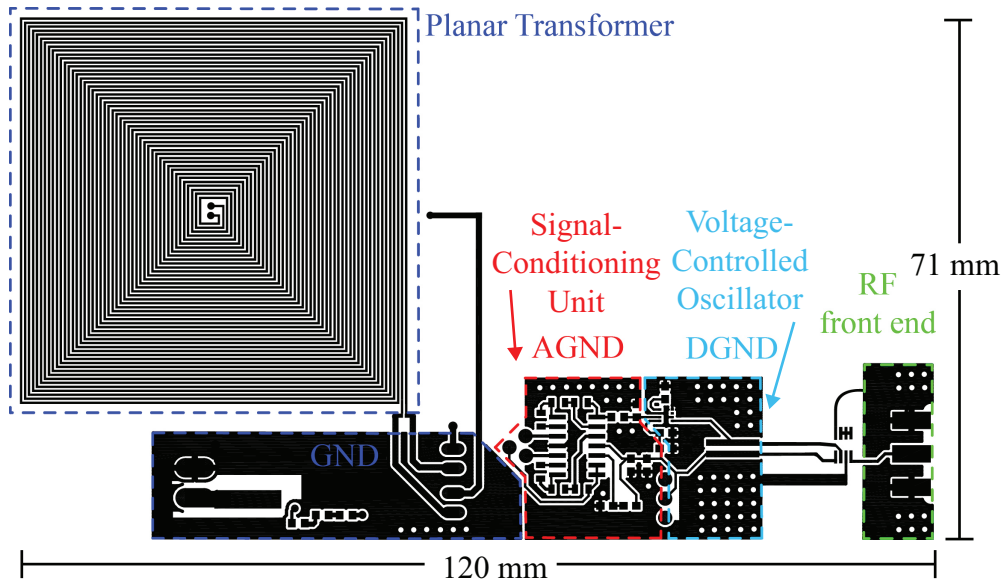 Planar Transformer
Signal-
Conditioning
Unit
AGND
Voltage-
Controlled
Oscillator
DGND
71 mm
RF
front end
GND
120 mm